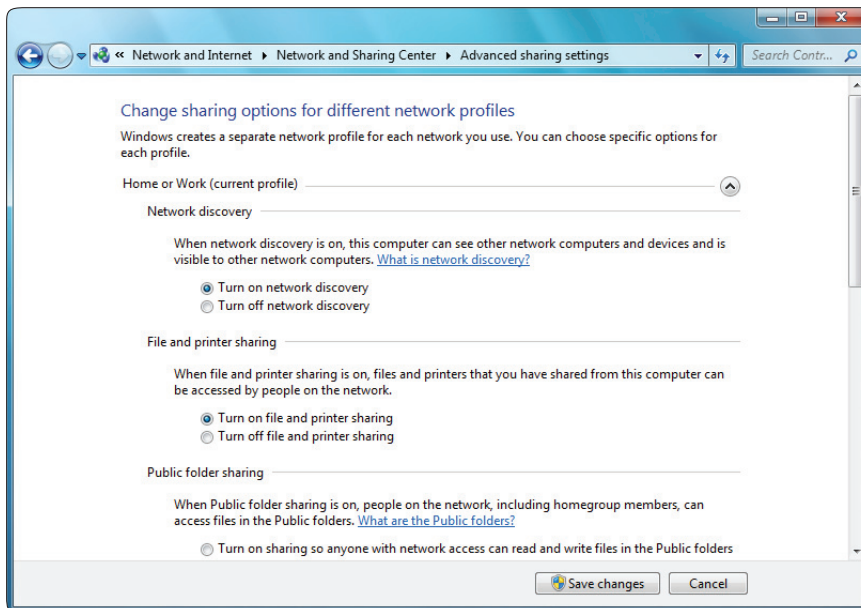 « Network and Internet ▸ Network and Sharing Center ▸ Advanced sharing settings
Search Contr...
Change sharing options for different network profiles
Windows creates a separate network profile for each network you use. You can choose specific options for
each profile.
Home or Work (current profile)
Network discovery
When network discovery is on, this computer can see other network computers and devices and is
visible to other network computers. What is network discovery?
Turn on network discovery
Turn off network discovery
File and printer sharing
When file and printer sharing is on, files and printers that you have shared from this computer can
be accessed by people on the network.
Turn on file and printer sharing
Turn off file and printer sharing
Public folder sharing
When Public folder sharing is on, people on the network, including homegroup members, can
access files in the Public folders. What are the Public folders?
Turn on sharing so anyone with network access can read and write files in the Public folders
Save changes
Cancel